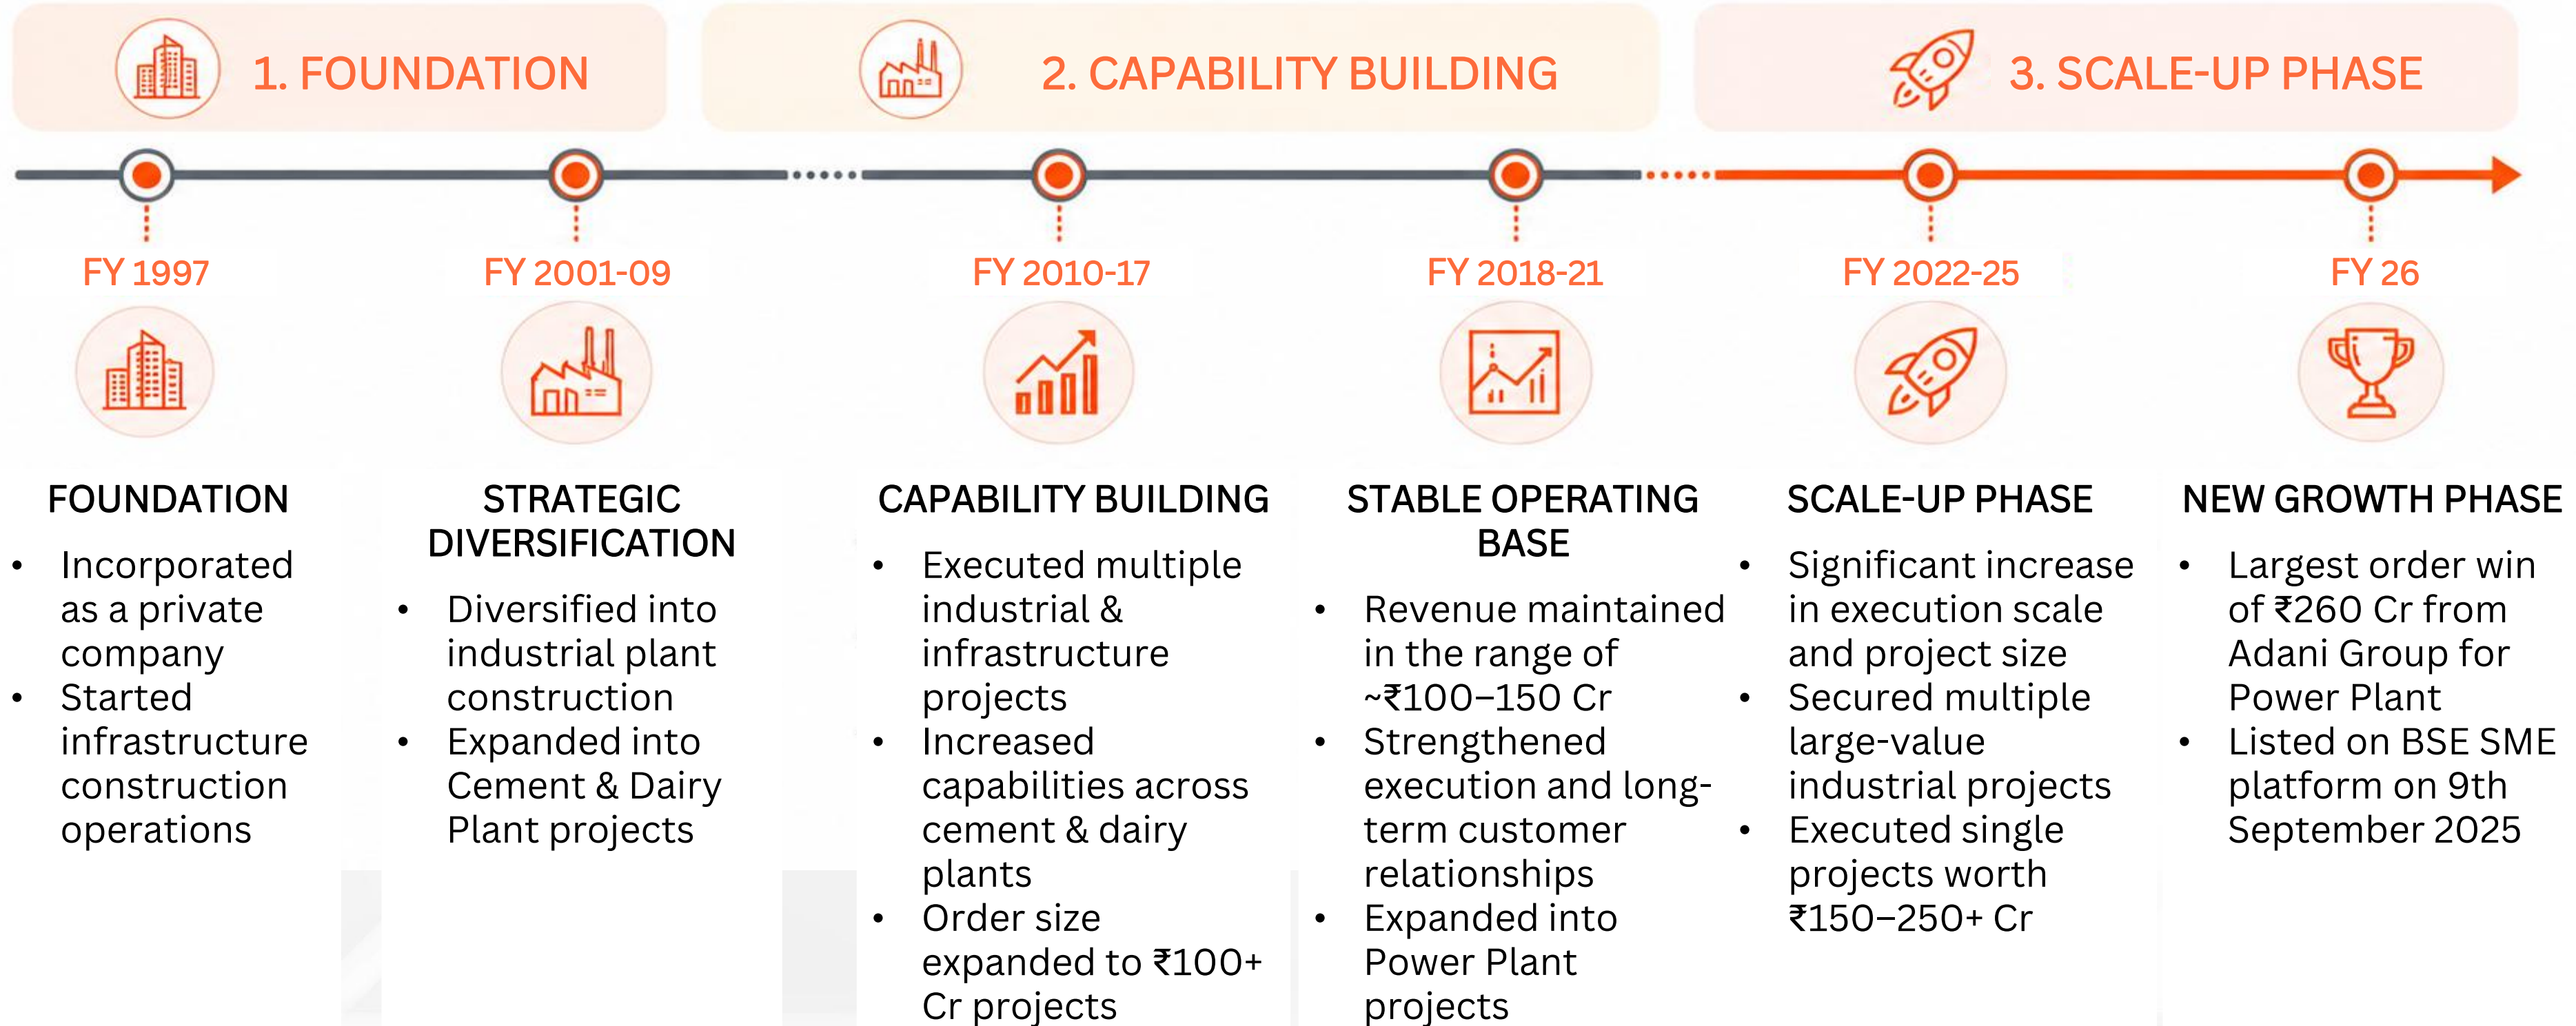 1. FOUNDATION
2. CAPABILITY BUILDING
3. SCALE-UP PHASE
FY 1997
FY 2001-09
FY 2010-17
FY 2018-21
FY 2022-25
FY 26
FOUNDATION
• Incorporated
as a private
company
• Started
infrastructure
construction
operations
STRATEGIC
DIVERSIFICATION
• Diversified into
industrial plant
construction
• Expanded into
Cement & Dairy
Plant projects
CAPABILITY BUILDING
• Executed multiple
industrial &
infrastructure
projects
• Increased
capabilities across
cement & dairy
plants
• Order size
expanded to ₹100+
Cr projects
STABLE OPERATING
BASE
• Revenue maintained
in the range of
~₹100–150 Cr
• Strengthened
execution and long-
term customer
relationships
• Expanded into
Power Plant
projects
SCALE-UP PHASE
• Significant increase
in execution scale
and project size
• Secured multiple
large-value
industrial projects
• Executed single
projects worth
₹150–250+ Cr
NEW GROWTH PHASE
• Largest order win
of ₹260 Cr from
Adani Group for
Power Plant
• Listed on BSE SME
platform on 9th
September 2025